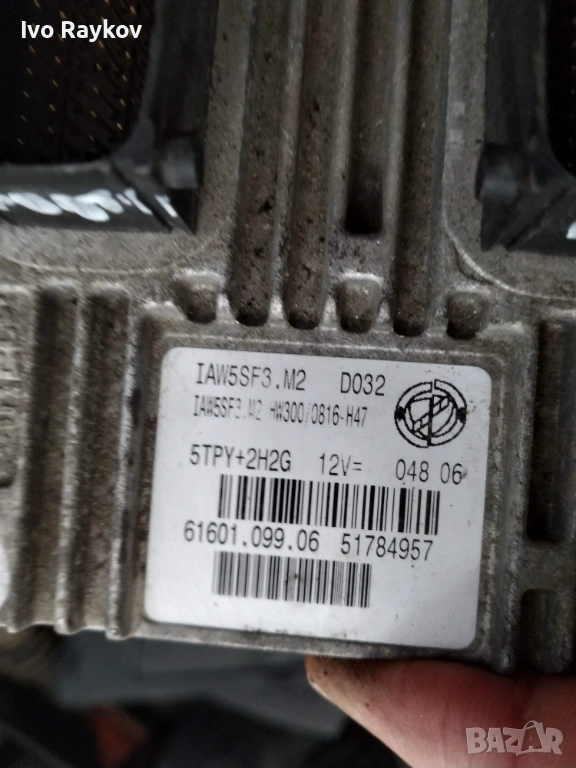 Ivo Raykov
IAW5SF3.M2 D032
IAW5SF3.M2 HW300/0816-H47
5TPY+2H2G 12V= 048 06
61601.099.06 51784957
BAZAR